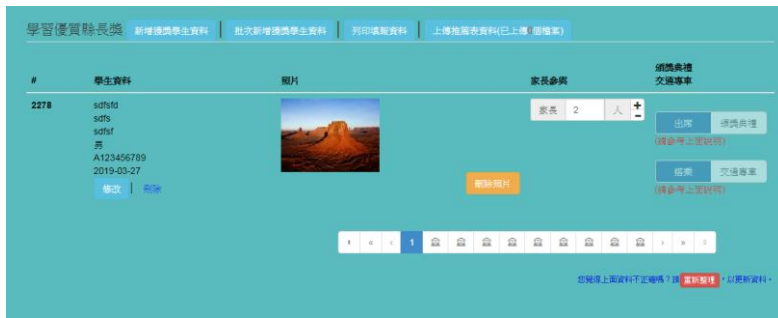 學習優質縣長獎 新增獲獎學生資料 批次新增獲獎學生資料 列印填報資料 上傳推薦表資料(已上傳0個檔案)
# 學生資料 照片 家長參與 頒獎典禮
交通專車
2278 sdfsfd
sdfs
sdfsf
男
A123456789
2019-03-27
修改 刪除
刪除照片
家長 2 人 + -
出席 頒獎典禮
(請參考上面說明)
搭乘 交通專車
(請參考上面說明)
« ‹ 1 › »
您覺得上面資料不正確嗎？請 重新整理 ，以更新資料。